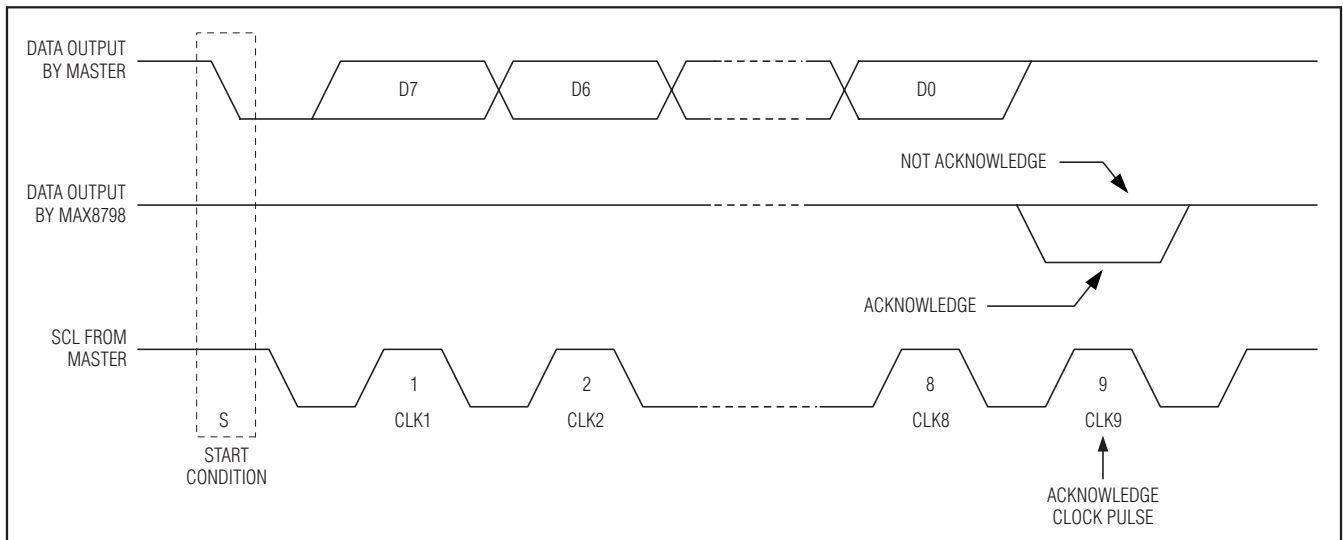 DATA OUTPUT
BY MASTER
D7
D6
D0
NOT ACKNOWLEDGE
DATA OUTPUT
BY MAX8798
ACKNOWLEDGE
SCL FROM
MASTER
1
2
8
9
S
CLK1
CLK2
CLK8
CLK9
START
CONDITION
ACKNOWLEDGE
CLOCK PULSE